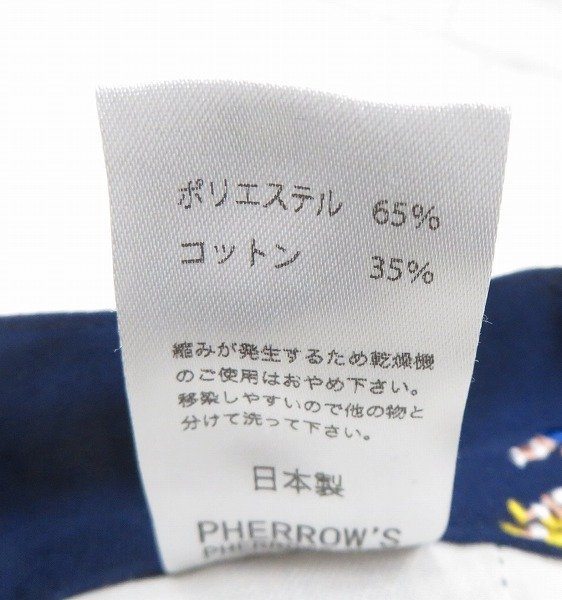 ポリエステル 65%
コットン 35%
縮みが発生するため乾燥機
のご使用はおやめ下さい。
移染しやすいので他の物と
分けて洗って下さい。
日本製
PHERROW'S